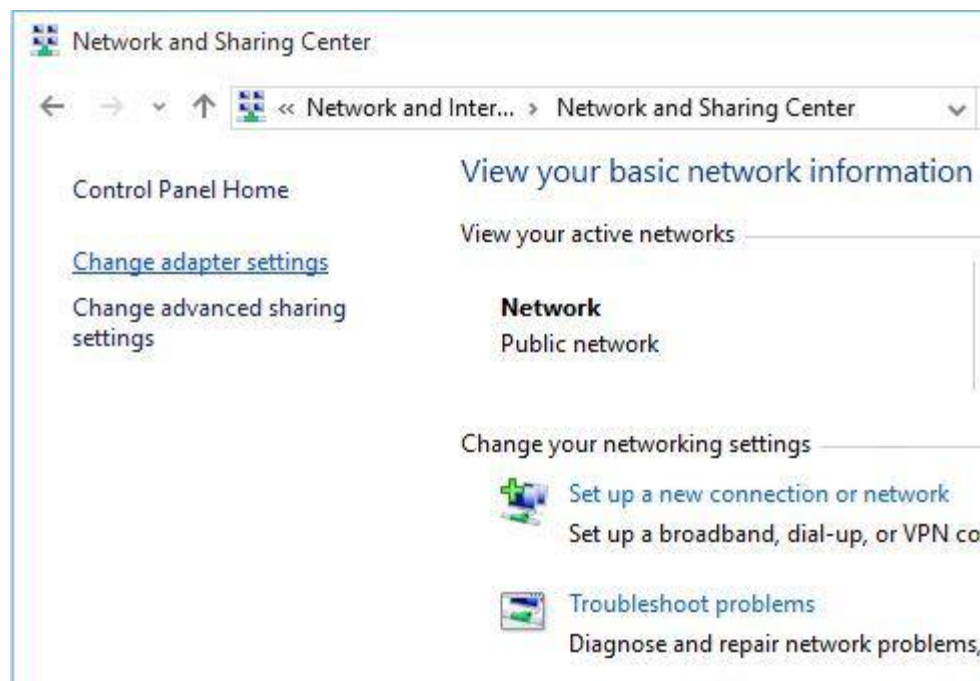 Network and Sharing Center
« Network and Inter... › Network and Sharing Center
Control Panel Home
Change adapter settings
Change advanced sharing
settings
View your basic network information
View your active networks
Network
Public network
Change your networking settings
Set up a new connection or network
Set up a broadband, dial-up, or VPN co
Troubleshoot problems
Diagnose and repair network problems,